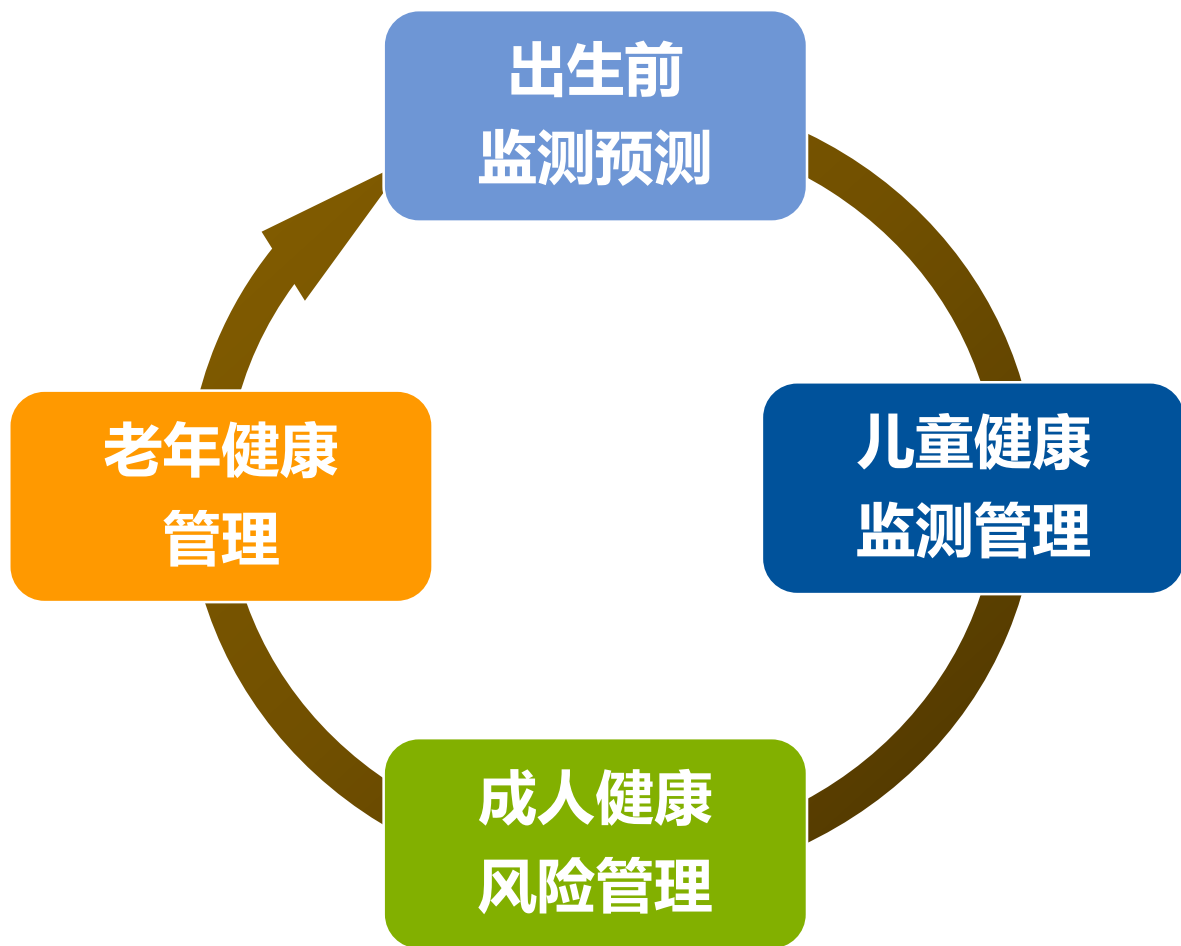 出生前
监测预测
儿童健康
监测管理
成人健康
风险管理
老年健康
管理